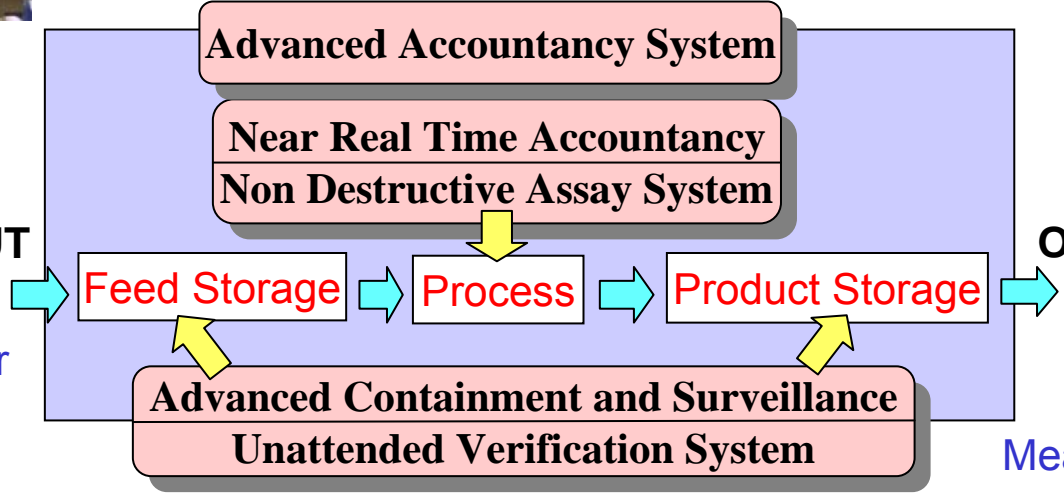 Advanced Accountancy System
Near Real Time Accountancy
Non Destructive Assay System
Feed Storage
Process
Product Storage
Advanced Containment and Surveillance
Unattended Verification System